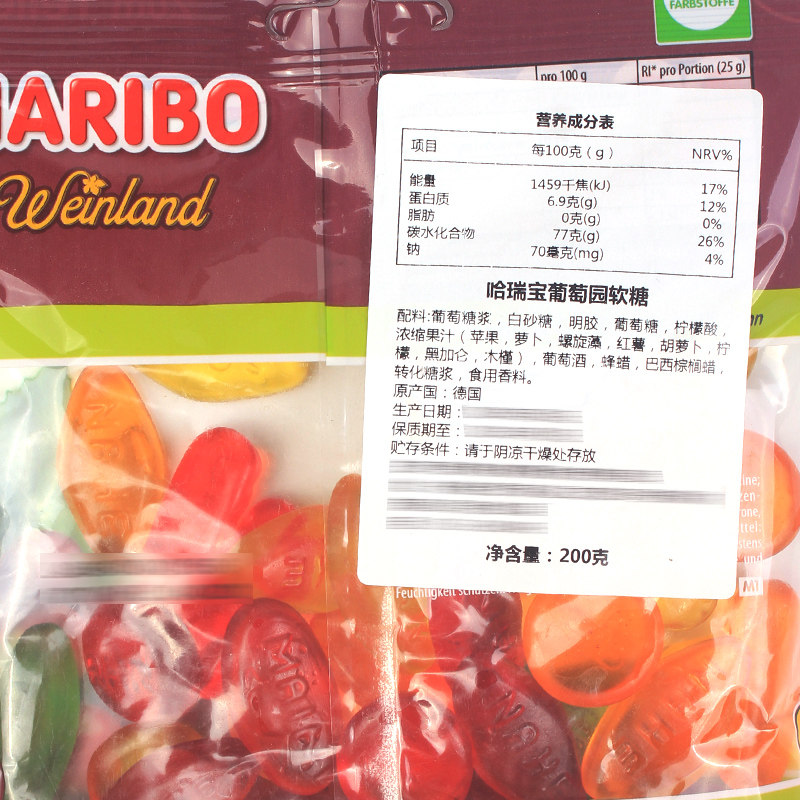 FARBSTOFFE
pro 100 g
RI* pro Portion (25 g)
HARIBO
Weinland
营养成分表
项目 每100克（g） NRV%
能量 1459千焦(kJ) 17%
蛋白质 6.9克(g) 12%
脂肪 0克(g) 0%
碳水化合物 77克(g) 26%
钠 70毫克(mg) 4%
哈瑞宝葡萄园软糖
配料:葡萄糖浆，白砂糖，明胶，葡萄糖，柠檬酸，
浓缩果汁（苹果，萝卜，螺旋藻，红薯，胡萝卜，柠
檬，黑加仑，木槿），葡萄酒，蜂蜡，巴西棕榈蜡，
转化糖浆，食用香料。
原产国：德国
生产日期：
保质期至：
贮存条件：请于阴凉干燥处存放
净含量：200克
und
Feuchtigkeit schützen
M1